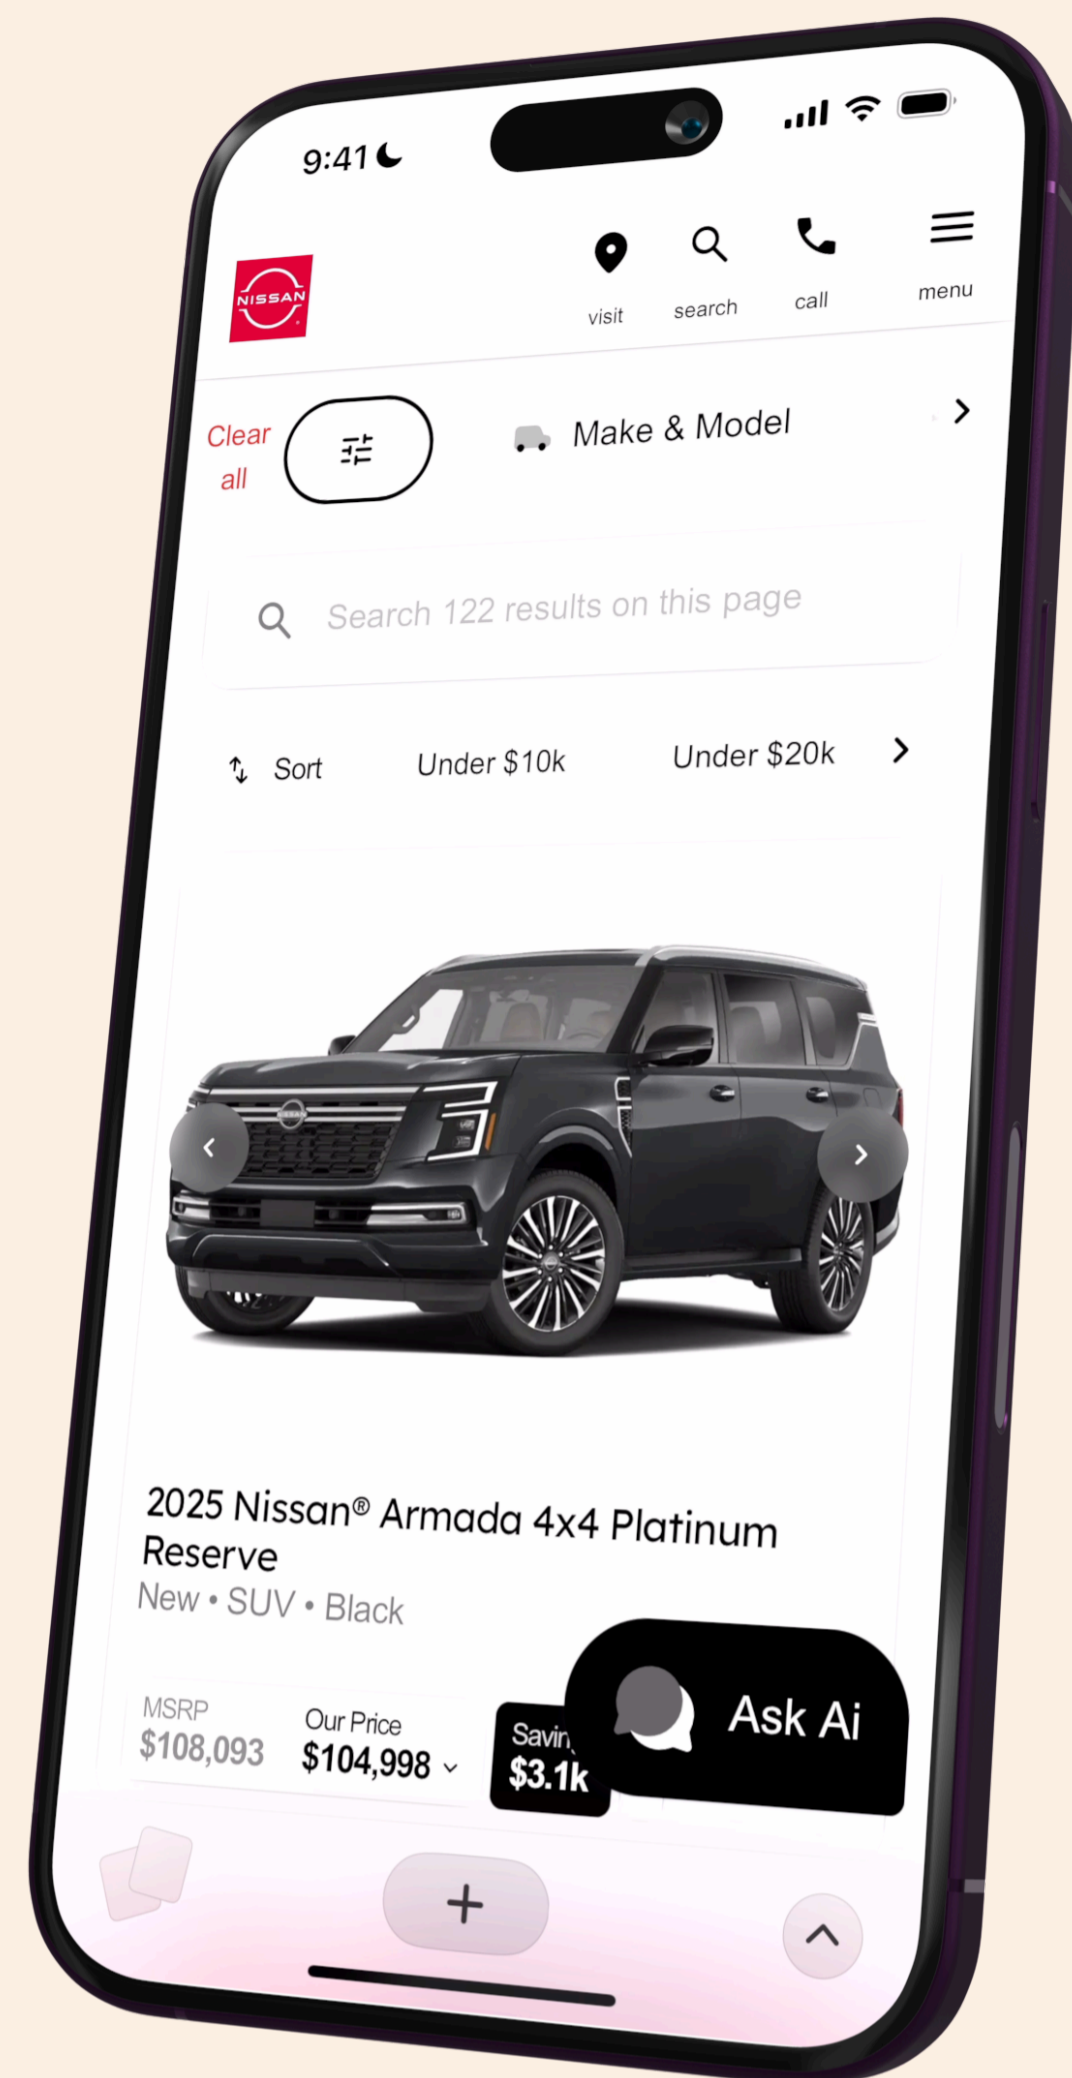 9:41
NISSAN
visit
search
call
menu
Clear
all
Make & Model
Search 122 results on this page
Sort
Under $10k
Under $20k
2025 Nissan® Armada 4x4 Platinum
Reserve
New • SUV • Black
MSRP
$108,093
Our Price
$104,998
$3.1k
Ask Ai